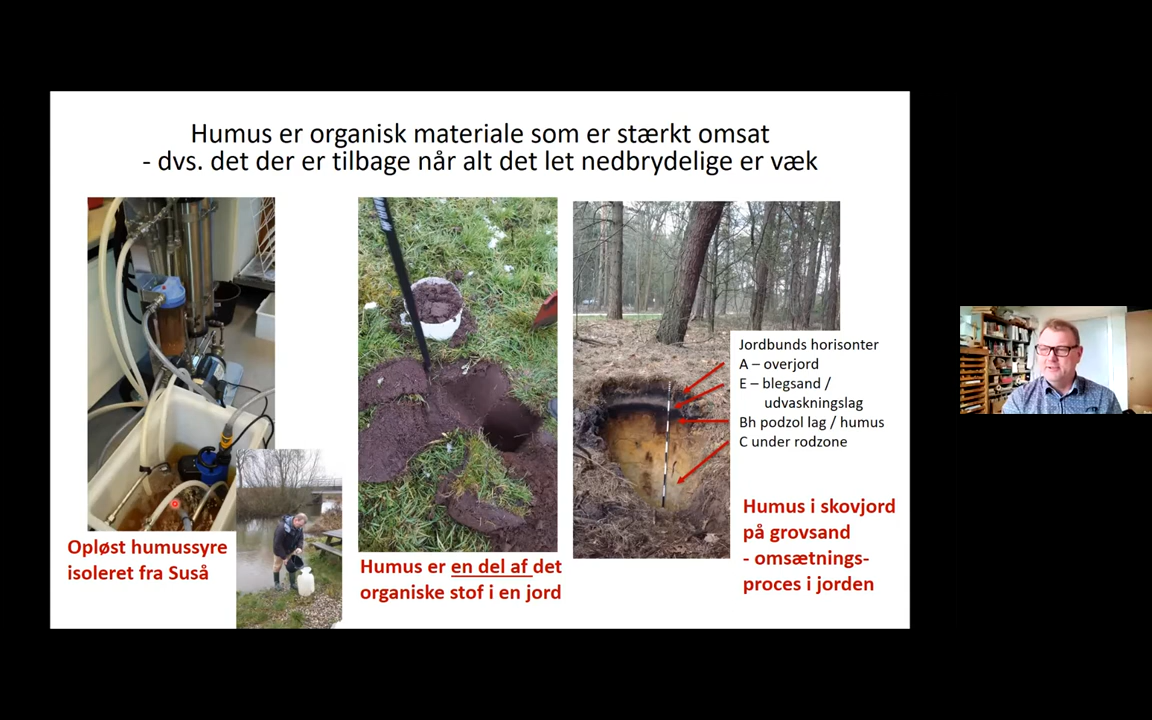 Humus er organisk materiale som er stærkt omsat
- dvs. det der er tilbage når alt det let nedbrydelige er væk
Opløst humussyre
isoleret fra Suså
Humus er en del af det
organiske stof i en jord
Jordbunds horisonter
A – overjord
E – blegsand /
udvaskningslag
Bh podzol lag / humus
C under rodzone
Humus i skovjord
på grovsand
- omsætnings-
proces i jorden